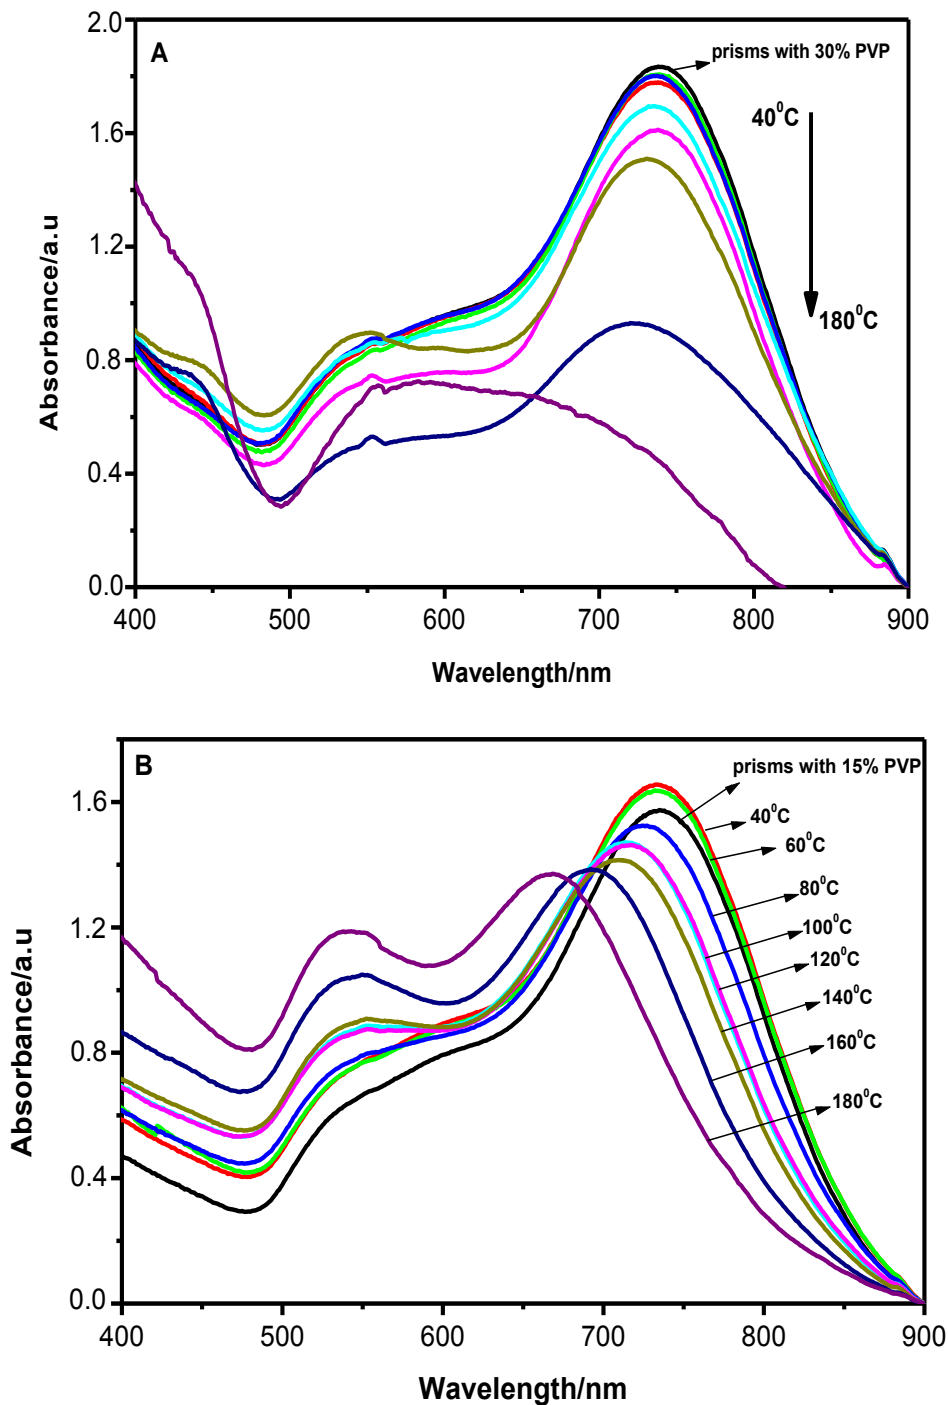 2.0
A
prisms with 30% PVP
40⁰C
1.6
1.2
180⁰C
0.8
0.4
0.0
400 500 600 700 800 900
Absorbance/a.u
Wavelength/nm
B
prisms with 15% PVP
1.6
40⁰C
60⁰C
80⁰C
1.2
100⁰C
120⁰C
140⁰C
0.8
160⁰C
180⁰C
0.4
0.0
400 500 600 700 800 900
Absorbance/a.u
Wavelength/nm